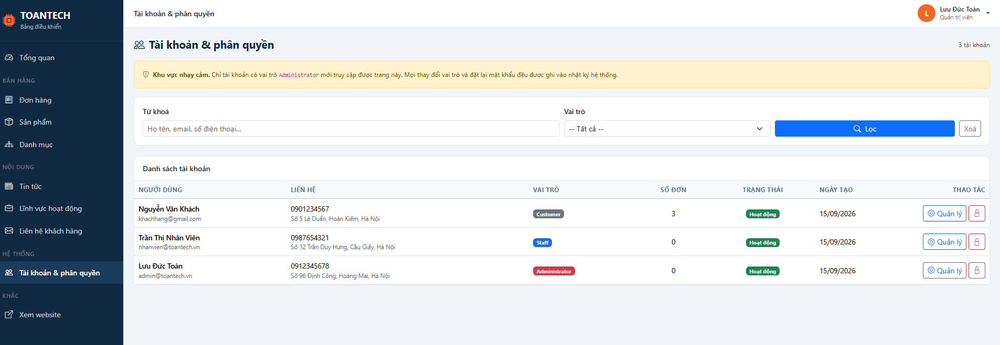 TOANTECH
Bảng điều khiển
Tổng quan
BÁN HÀNG
Đơn hàng
Sản phẩm
Danh mục
NỘI DUNG
Tin tức
Lĩnh vực hoạt động
Liên hệ khách hàng
HỆ THỐNG
Tài khoản & phân quyền
KHÁC
Xem website
Tài khoản & phân quyền
L
Lưu Đức Toàn
Quản trị viên
Tài khoản & phân quyền
3 tài khoản
Khu vực nhạy cảm. Chỉ tài khoản có vai trò Administrator mới truy cập được trang này. Mọi thay đổi vai trò và đặt lại mật khẩu đều được ghi vào nhật ký hệ thống.
Từ khoá
Vai trò
Họ tên, email, số điện thoại...
-- Tất cả --
Lọc
Xoá
Danh sách tài khoản
NGƯỜI DÙNG LIÊN HỆ VAI TRÒ SỐ ĐƠN TRẠNG THÁI NGÀY TẠO THAO TÁC
Nguyễn Văn Khách 0901234567 Customer 3 Hoạt động 15/09/2026 Quản lý
khachhang@gmail.com Số 5 Lê Duẩn, Hoàn Kiếm, Hà Nội
Trần Thị Nhân Viên 0987654321 Staff 0 Hoạt động 15/09/2026 Quản lý
nhanvien@toantech.vn Số 12 Trần Duy Hưng, Cầu Giấy, Hà Nội
Lưu Đức Toàn 0912345678 Administrator 0 Hoạt động 15/09/2026 Quản lý
admin@toantech.vn Số 96 Định Công, Hoàng Mai, Hà Nội